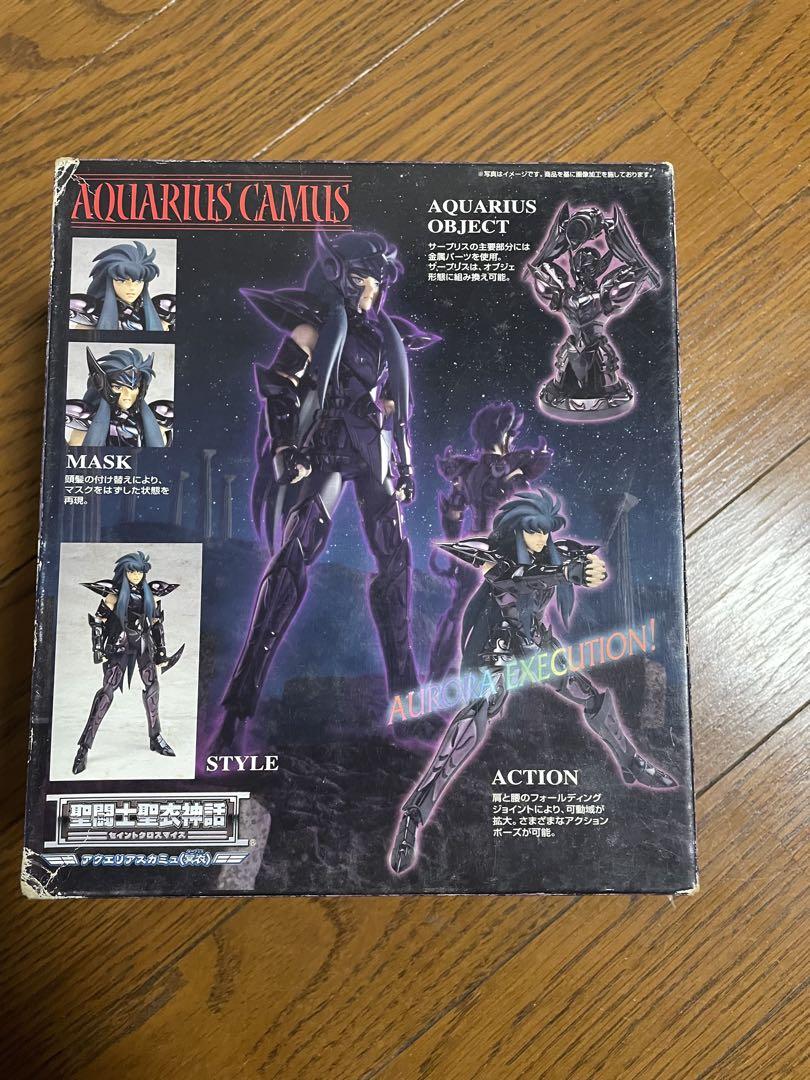 ※写真はイメージです。商品を基に画像加工を施しております。
AQUARIUS CAMUS
AQUARIUS
OBJECT
サープリスの主要部分には
金属パーツを使用。
サープリスは、オブジェ
形態に組み換え可能。
MASK
頭髪の付け替えにより、
マスクをはずした状態を
再現。
AURORA EXECUTION!
STYLE
ACTION
肩と腰のフォールディング
ジョイントにより、可動域が
拡大。さまざまなアクション
ポーズが可能。
聖闘士聖衣神話
セイントクロスマイス
®
アクエリアスカミュ(冥衣)